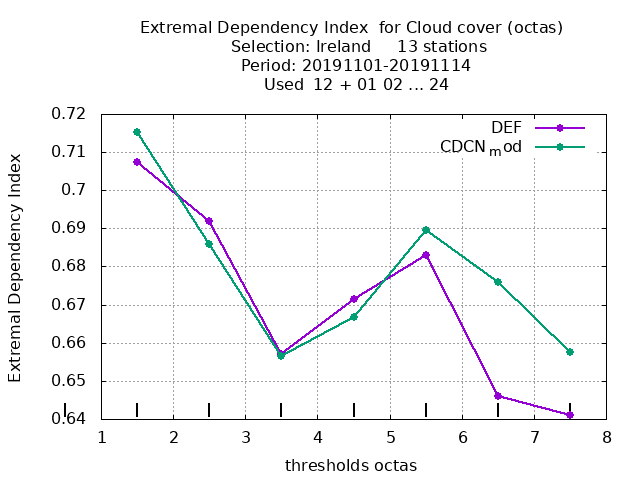 Extremal Dependency Index  for Cloud cover (octas)
Selection: Ireland     13 stations
Period: 20191101-20191114
Used  12 + 01 02 ... 24
DEF
CDCN_mod
Extremal Dependency Index
0.72
0.71
0.7
0.69
0.68
0.67
0.66
0.65
0.64
1 2 3 4 5 6 7 8
thresholds octas